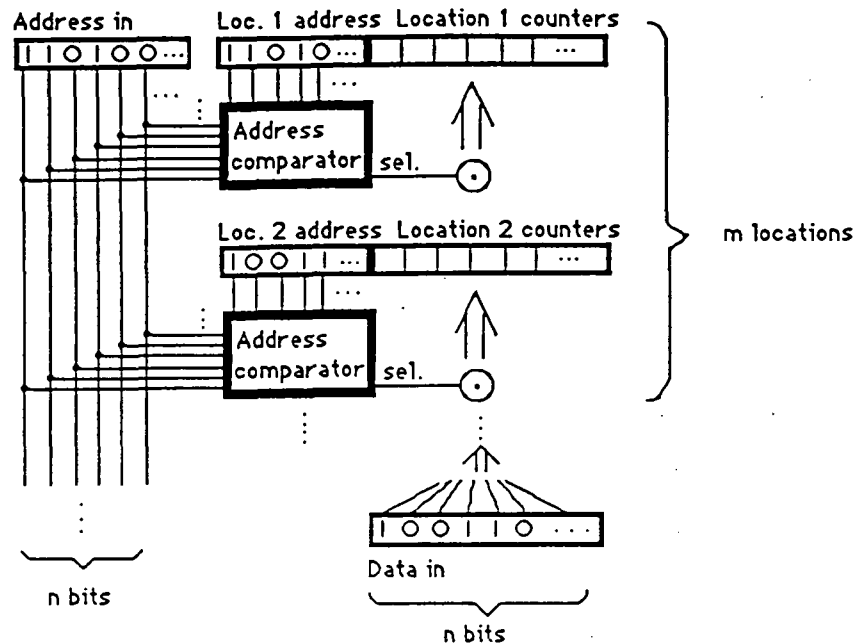 Address in
Loc. 1 address Location 1 counters
| | O | O O ...
| | O | O ... ...
Address
comparator sel.
Loc. 2 address Location 2 counters
m locations
| O O | | ... ...
Address
comparator sel.
| O O | | O ...
Data in
n bits
n bits